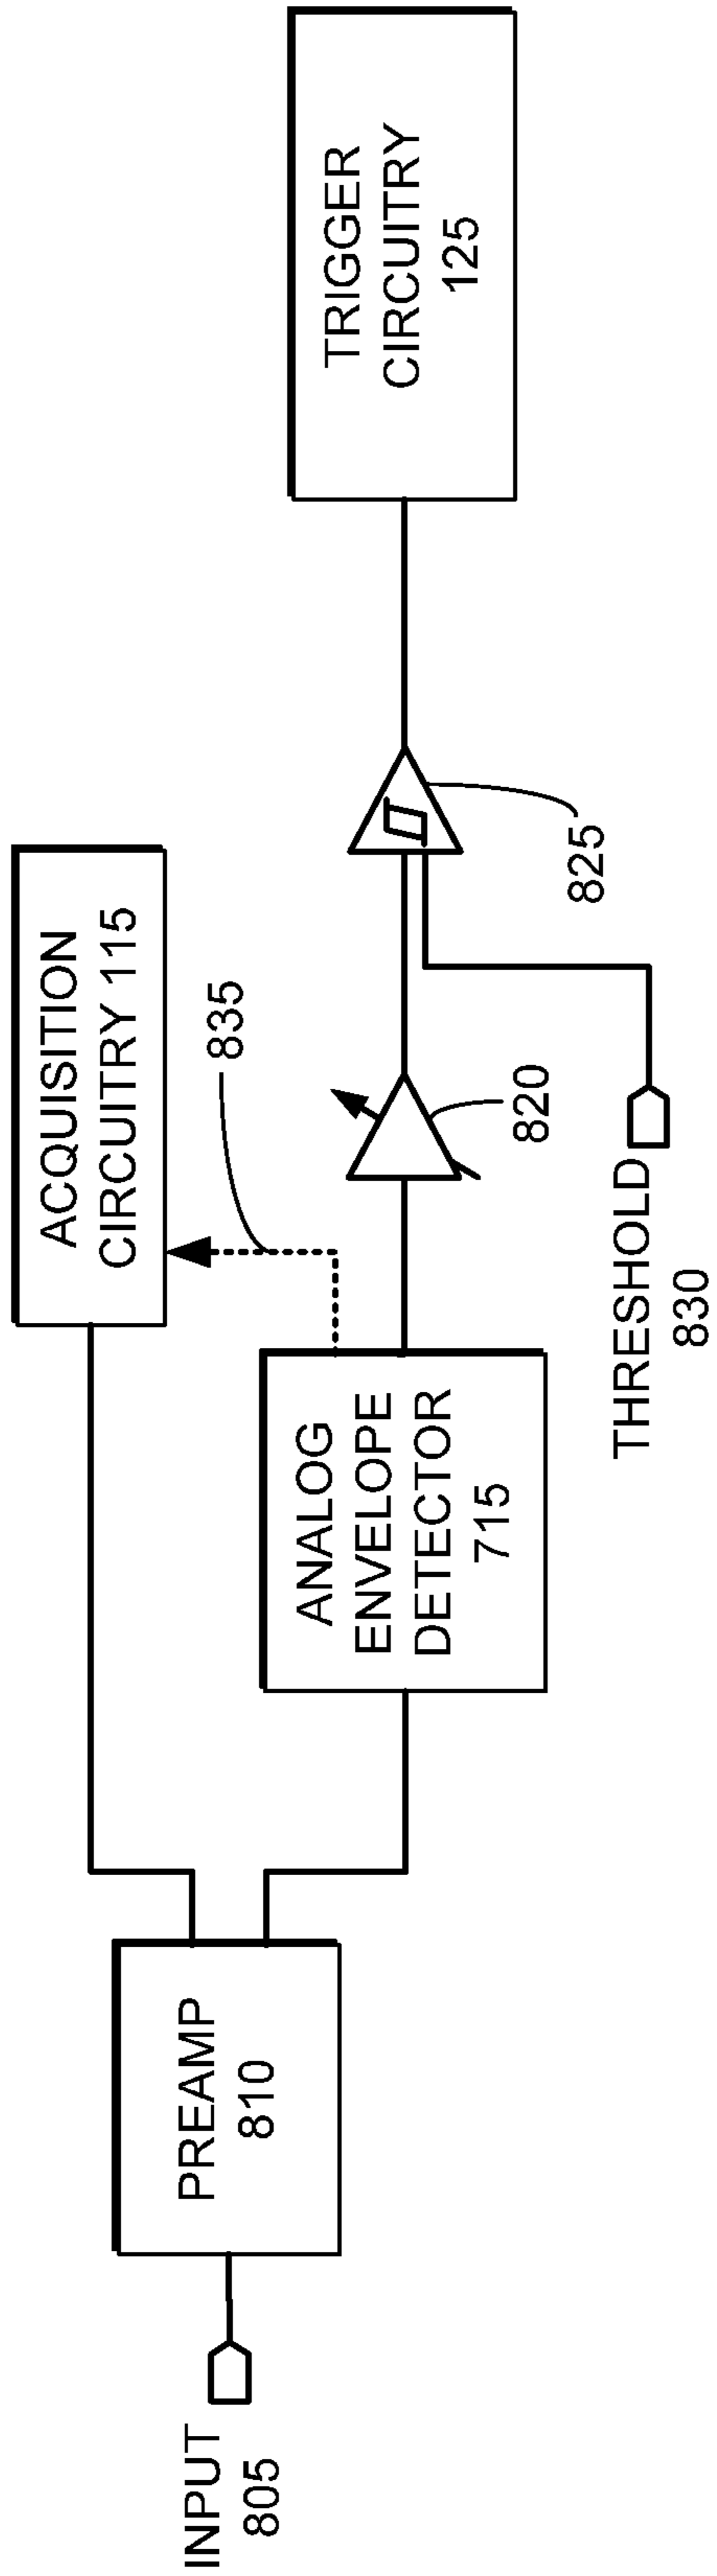 INPUT
805
PREAMP
810
ACQUISITION
CIRCUITRY 115
835
ANALOG
ENVELOPE
DETECTOR
715
820
825
THRESHOLD
830
TRIGGER
CIRCUITRY
125